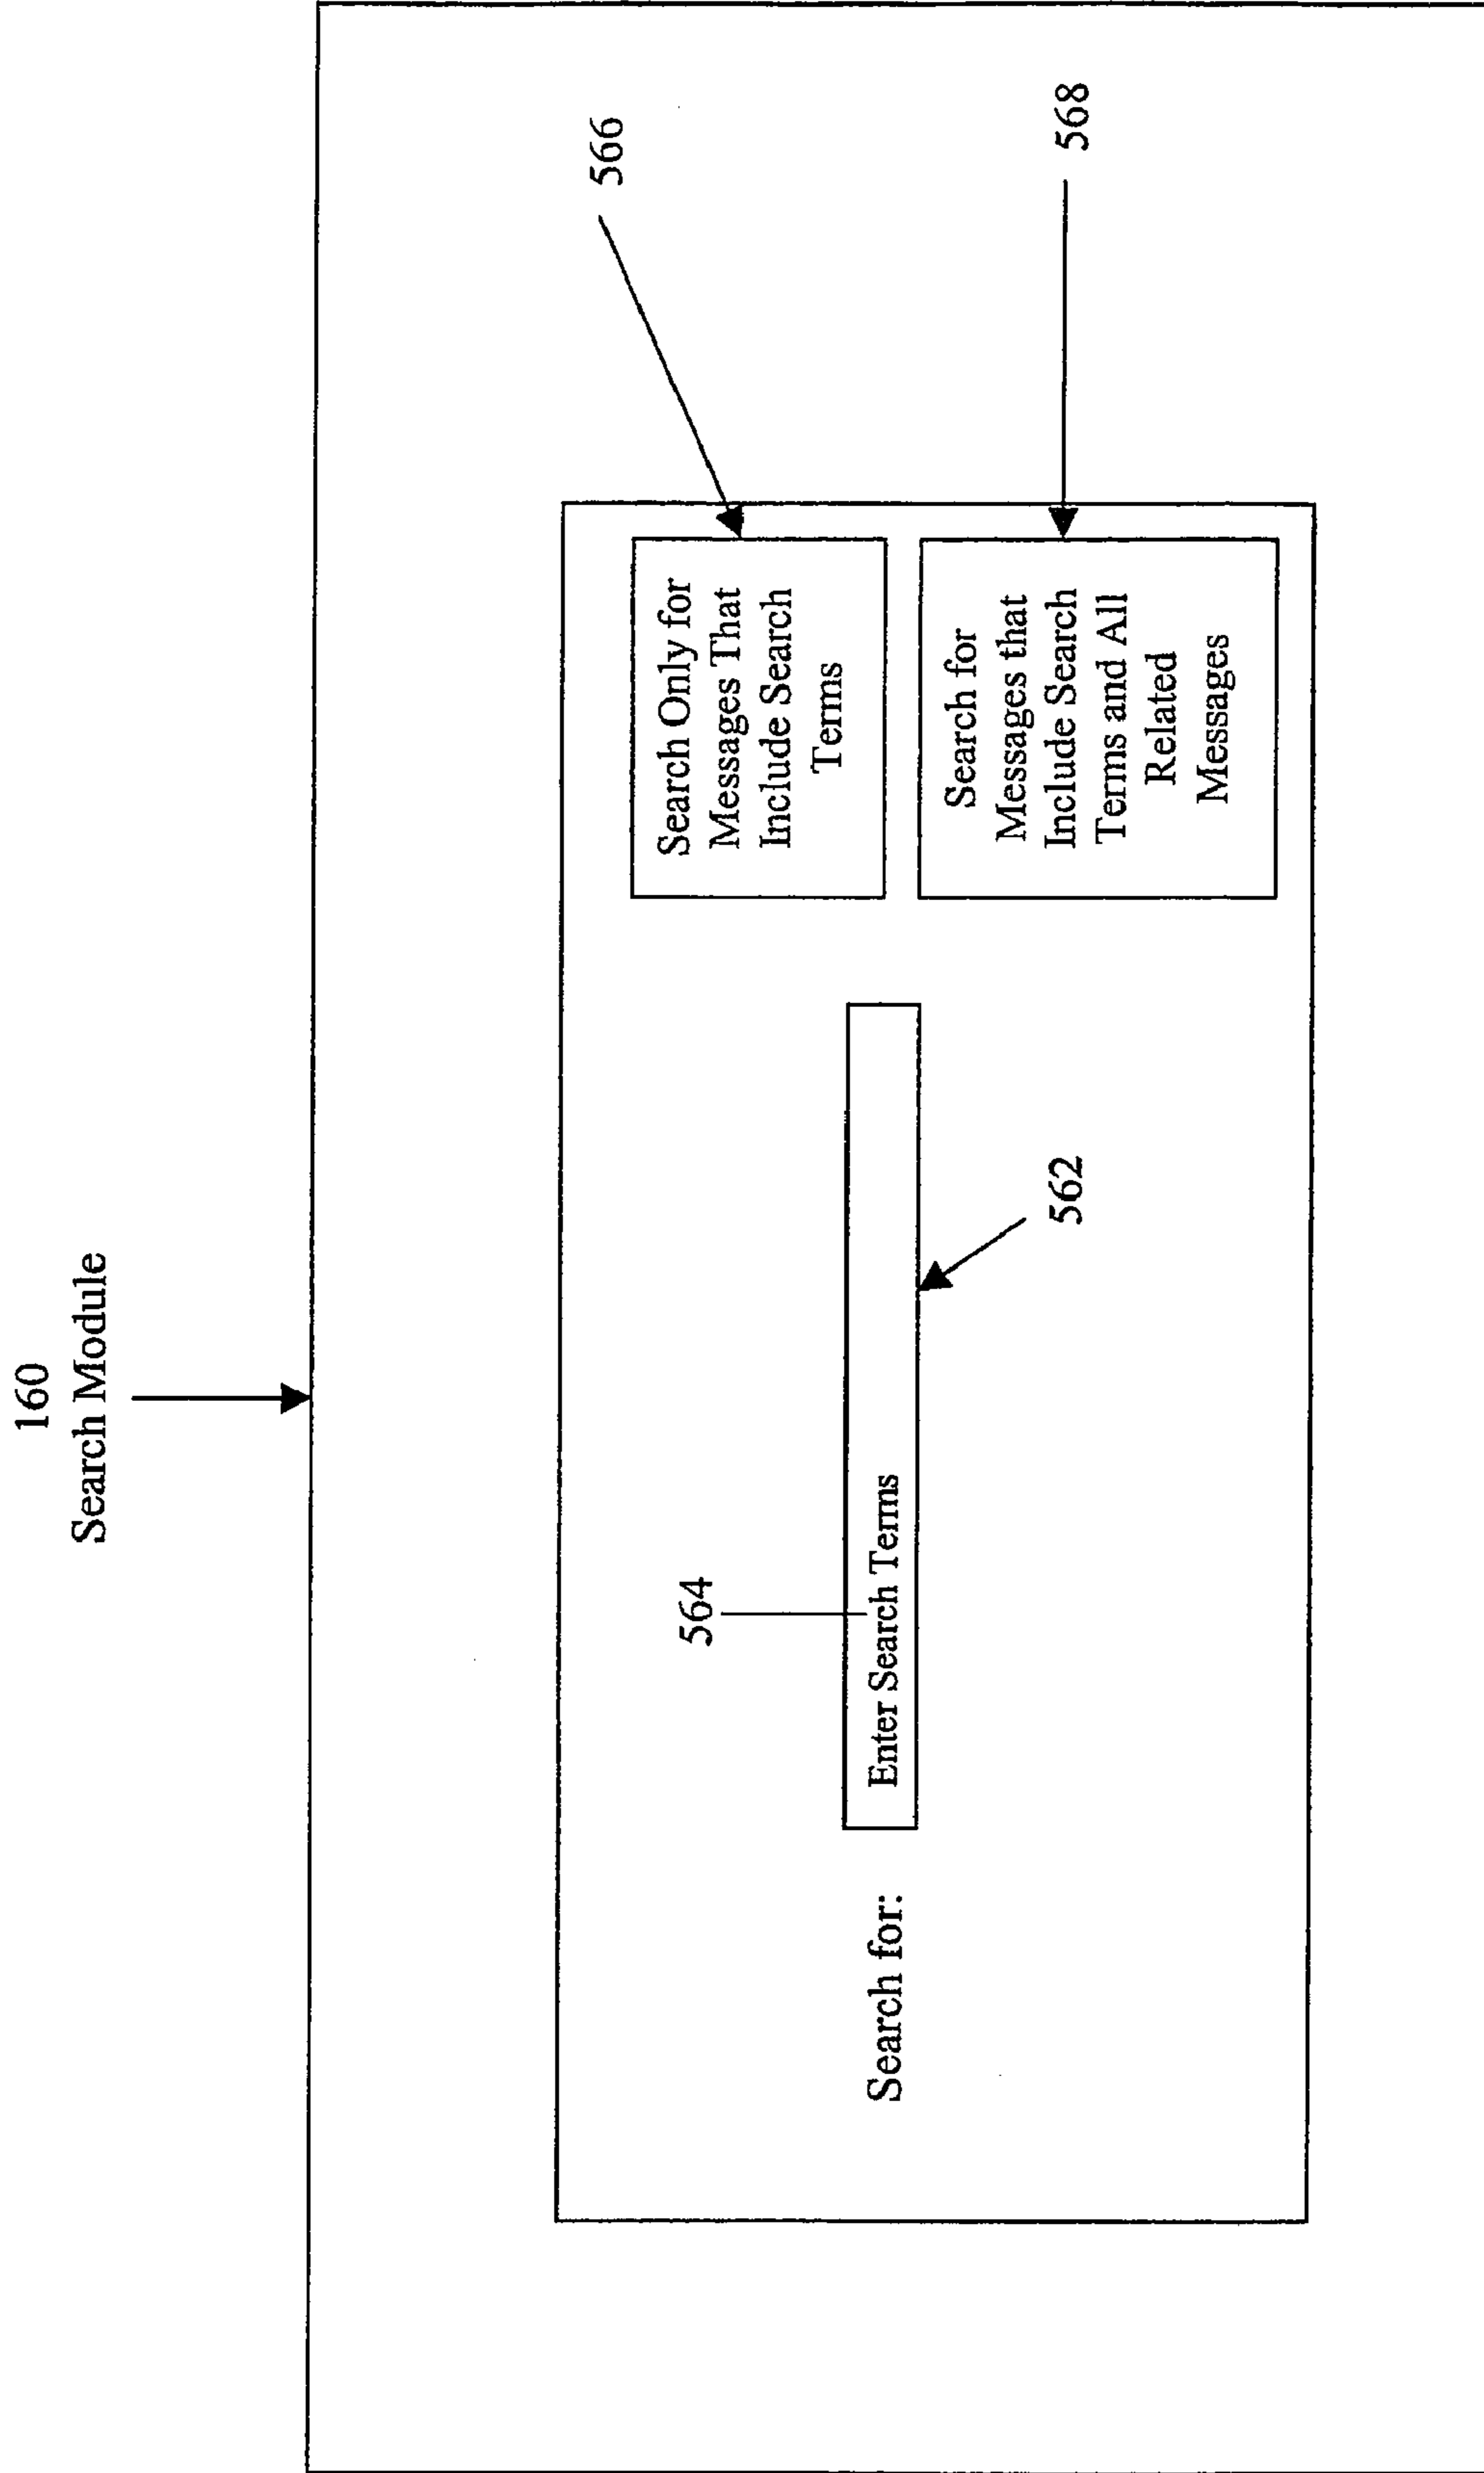 160
Search Module
566
Search Only for
Messages That
Include Search
Terms
564
Search for:
Enter Search Terms
562
Search for
Messages that
Include Search
Terms and All
Related
Messages
568